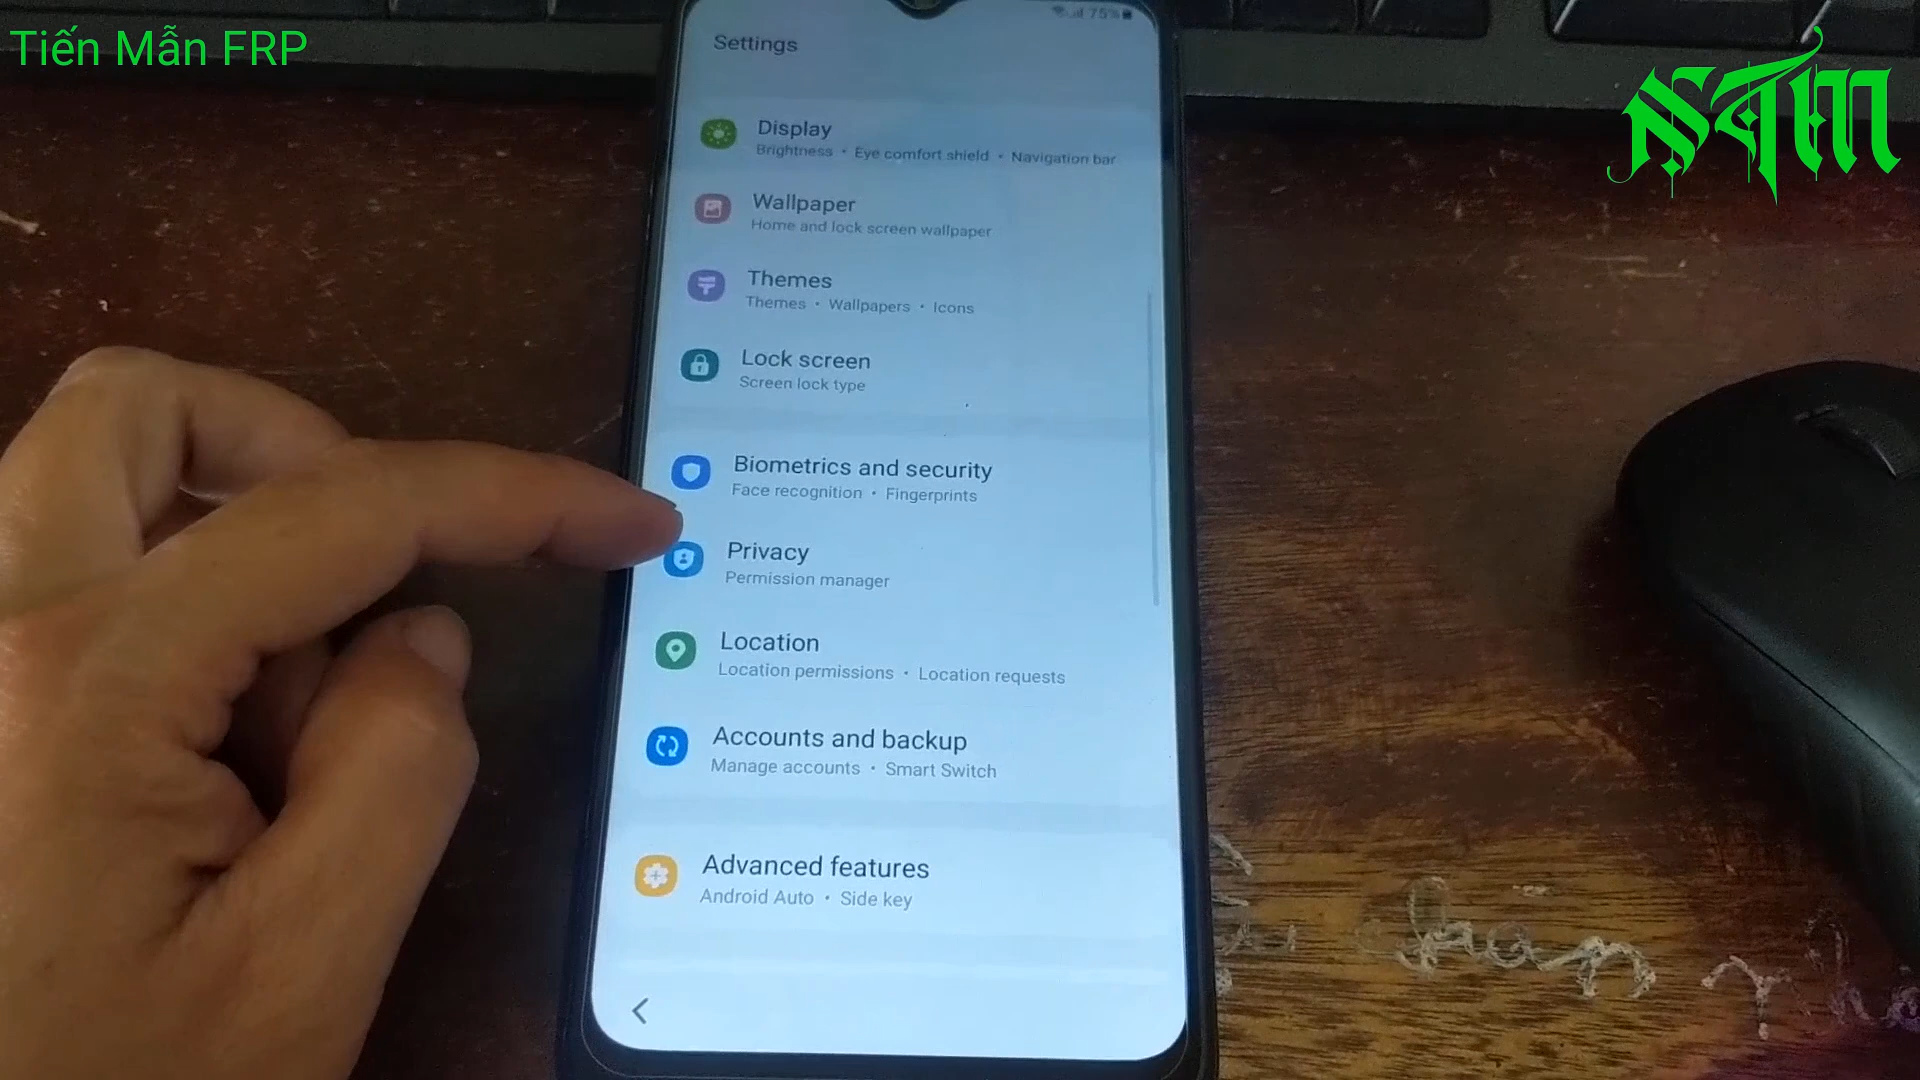 Tiến Mẫn FRP
75%
Settings
Display
Brightness • Eye comfort shield • Navigation bar
Wallpaper
Home and lock screen wallpaper
Themes
Themes • Wallpapers • Icons
Lock screen
Screen lock type
Biometrics and security
Face recognition • Fingerprints
Privacy
Permission manager
Location
Location permissions • Location requests
Accounts and backup
Manage accounts • Smart Switch
Advanced features
Android Auto • Side key